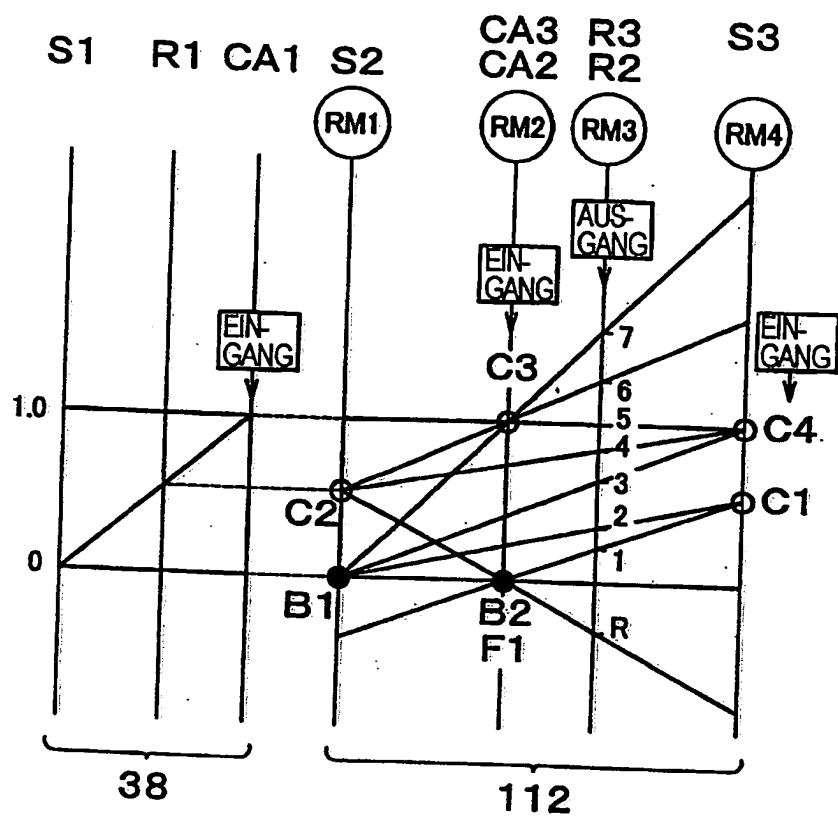 S1 R1 CA1 S2 CA3 R3 S3
CA2 R2
RM1 RM2 RM3 RM4
AUS-
GANG
EIN-
GANG
EIN-
GANG
EIN-
GANG
7
C3
6
1.0
5
C4
4
3
C2
C1
2
0
1
B1
B2
F1
R
38
112